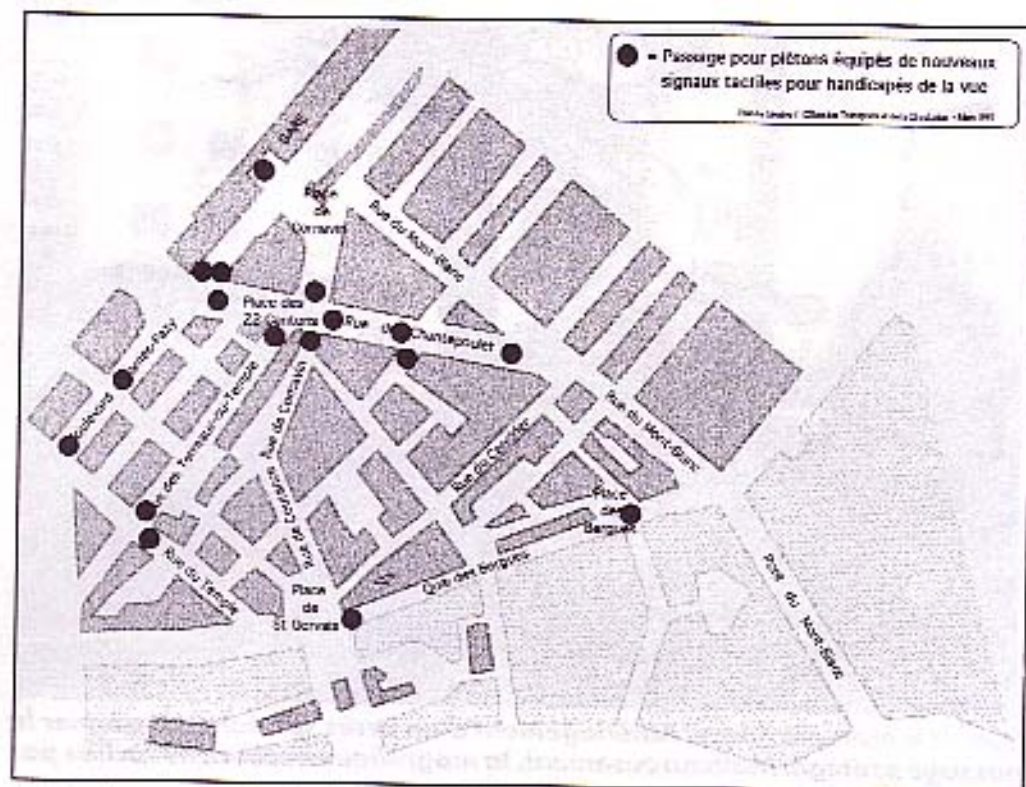 = Passage pour piétons équipés de nouveaux
signaux tactiles pour handicapés de la vue
GARE
Place
de
Cornavin
Rue du Mont-Blanc
Place des
22 Cantons
Rue de Chantepoulet
Boulevard James-Fazy
Rue des Terreaux-du-Temple
Rue de Cornavin
Rue du Cendrier
Rue du Mont-Blanc
Place
des
Bergues
Rue de Coutance
Rue du Temple
Quai des Bergues
Place
de
St Gervais
Pont du Mont-Blanc